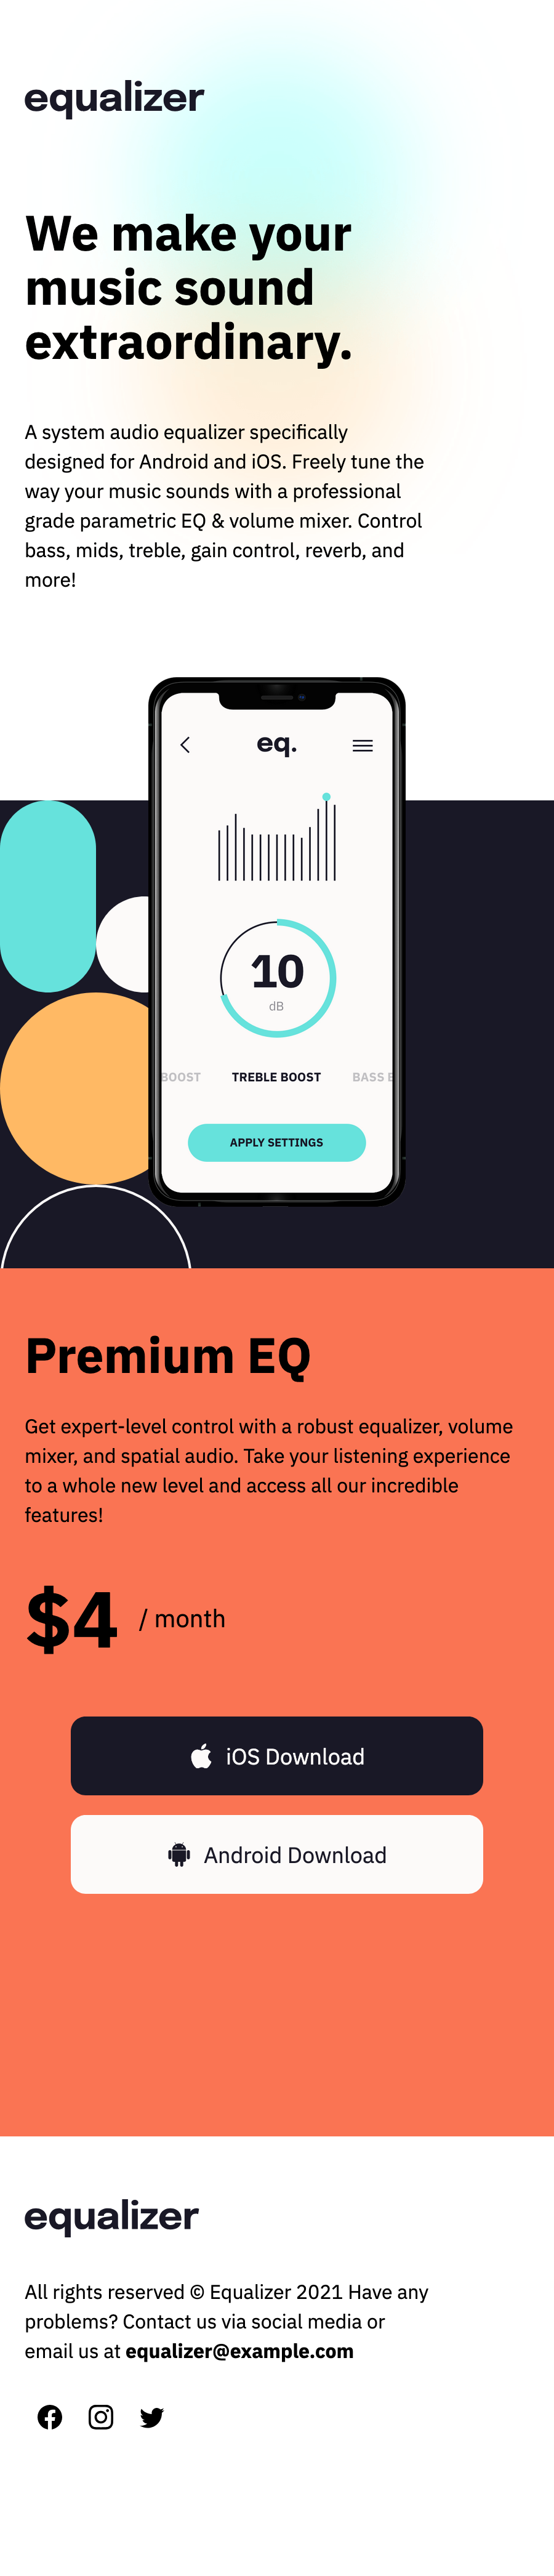 equalizer
We make your
music sound
extraordinary.
A system audio equalizer specifically
designed for Android and iOS. Freely tune the
way your music sounds with a professional
grade parametric EQ & volume mixer. Control
bass, mids, treble, gain control, reverb, and
more!
eq.
10
dB
BOOST TREBLE BOOST BASS
APPLY SETTINGS
Premium EQ
Get expert-level control with a robust equalizer, volume
mixer, and spatial audio. Take your listening experience
to a whole new level and access all our incredible
features!
$4 / month
iOS Download
Android Download
equalizer
All rights reserved © Equalizer 2021 Have any
problems? Contact us via social media or
email us at equalizer@example.com